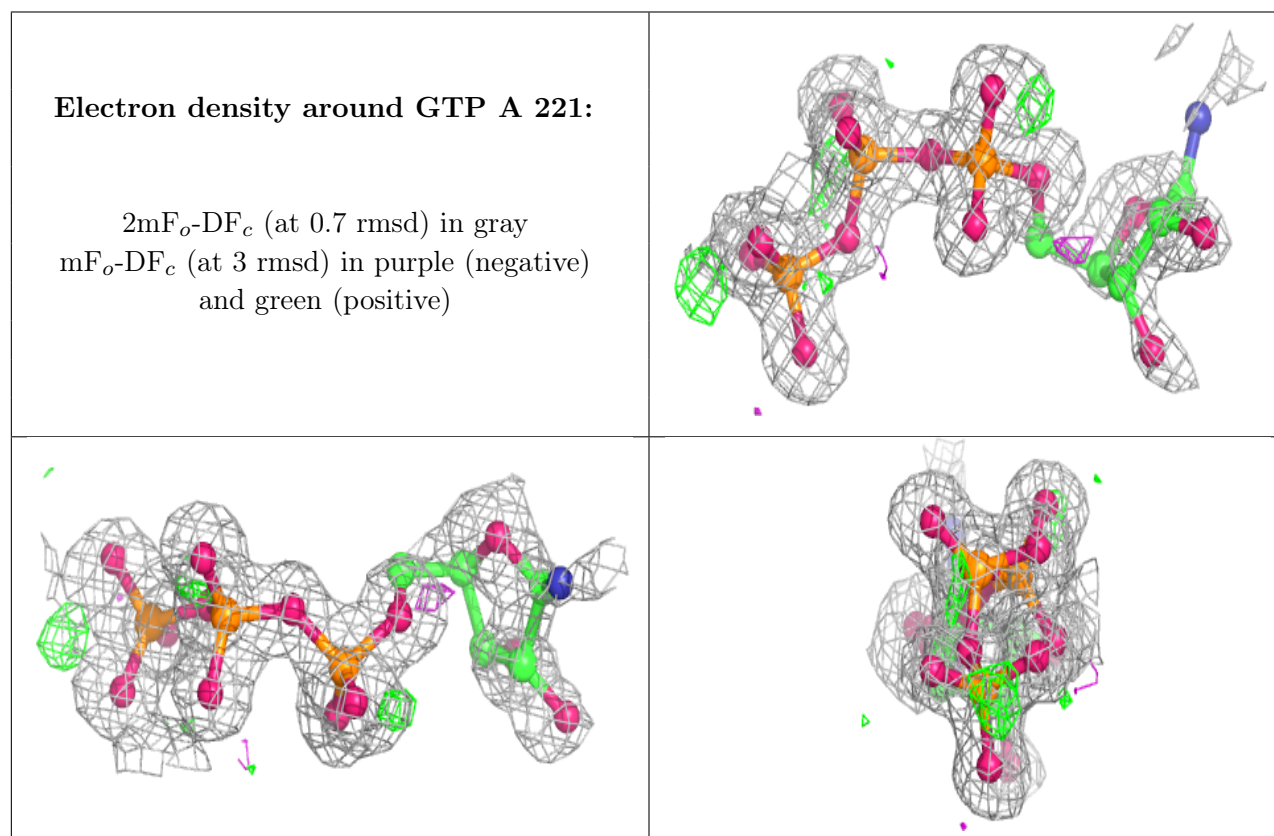 Electron density around GTP A 221:
2mFo-DFc (at 0.7 rmsd) in gray
mFo-DFc (at 3 rmsd) in purple (negative)
and green (positive)